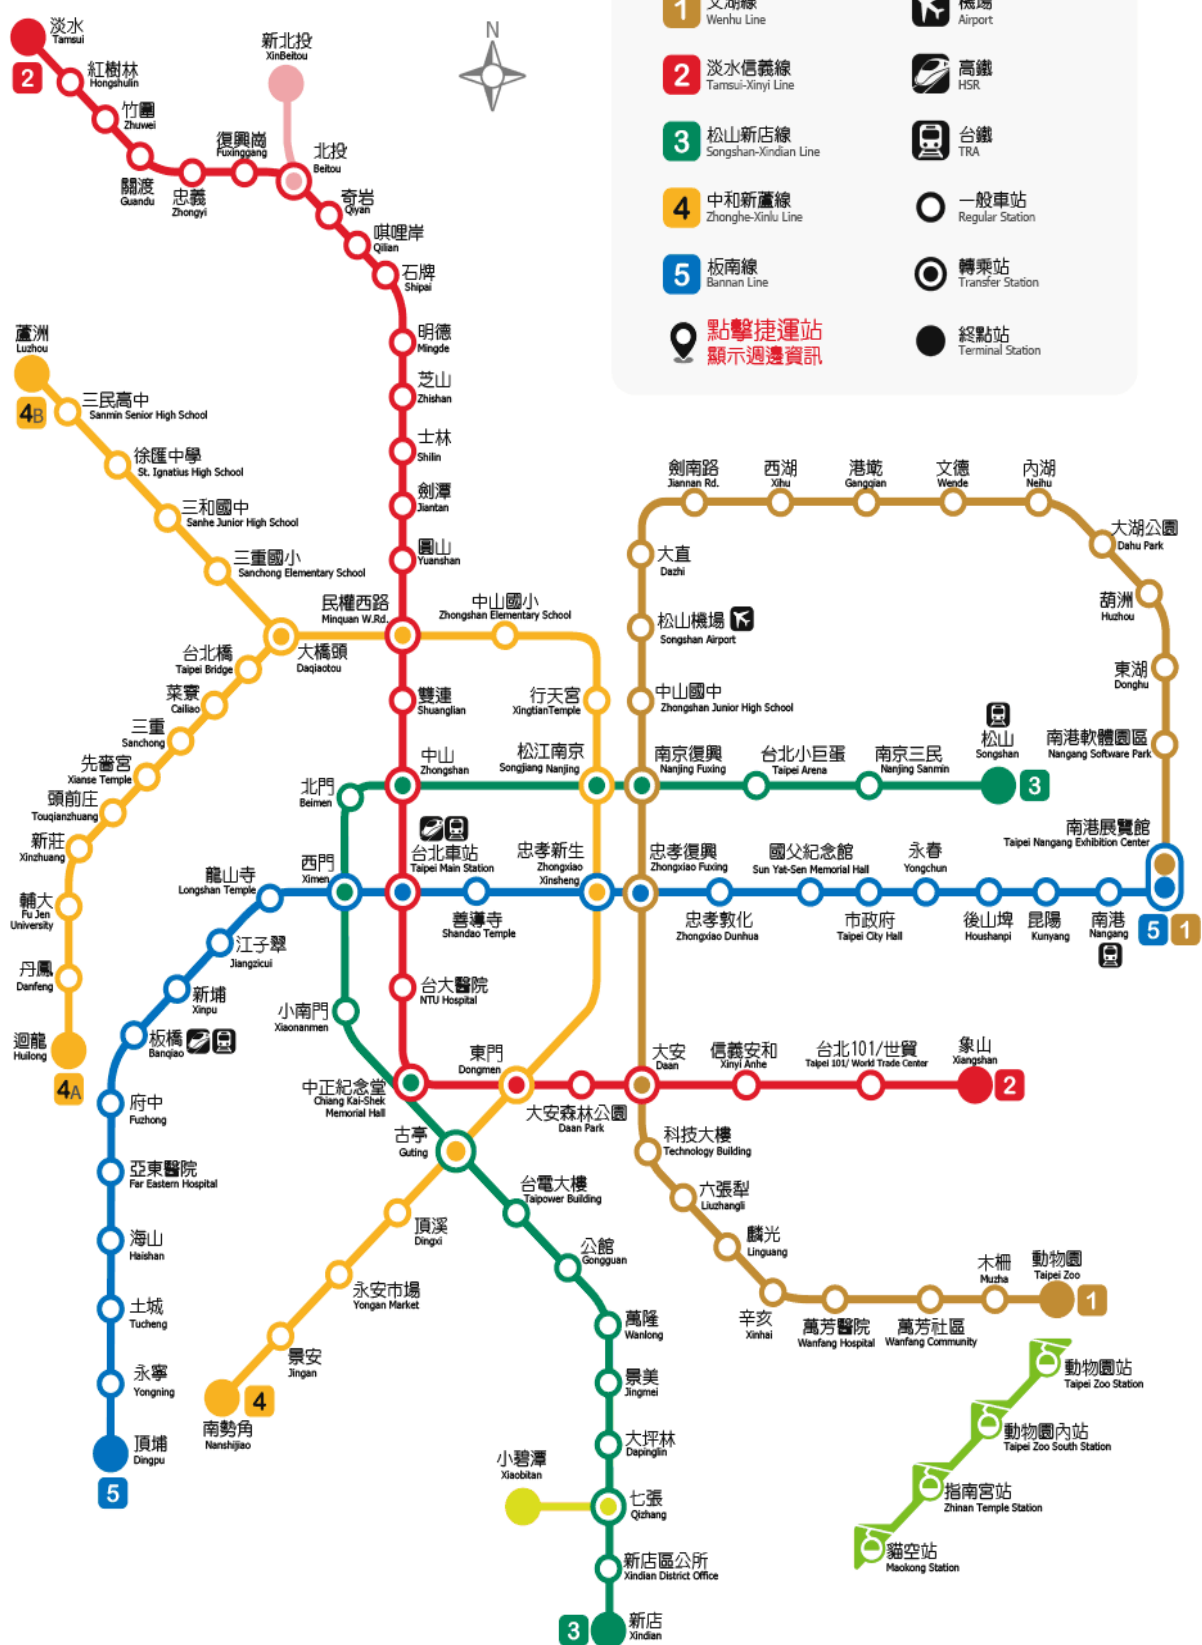 1
文湖線
Wenhu Line
機場
Airport
2
淡水信義線
Tamsui-Xinyi Line
高鐵
HSR
3
松山新店線
Songshan-Xindian Line
台鐵
TRA
4
中和新蘆線
Zhonghe-Xinlu Line
一般車站
Regular Station
5
板南線
Bannan Line
轉乘站
Transfer Station
點擊捷運站
顯示週邊資訊
終點站
Terminal Station
N
淡水
Tamsui
2
紅樹林
Hongshulin
竹圍
Zhuwei
關渡
Guandu
忠義
Zhongyi
復興崗
Fuxinggang
新北投
XinBeitou
北投
Beitou
奇岩
Qiyan
唭哩岸
Qilian
石牌
Shipai
明德
Mingde
芝山
Zhishan
士林
Shilin
劍潭
Jiantan
圓山
Yuanshan
民權西路
Minquan W.Rd.
雙連
Shuanglian
中山
Zhongshan
台北車站
Taipei Main Station
台大醫院
NTU Hospital
中正紀念堂
Chiang Kai-Shek
Memorial Hall
東門
Dongmen
大安森林公園
Daan Park
大安
Daan
信義安和
Xinyi Anhe
台北101/世貿
Taipei 101/ World Trade Center
象山
Xiangshan
2
蘆洲
Luzhou
4B
三民高中
Sanmin Senior High School
徐匯中學
St. Ignatius High School
三和國中
Sanhe Junior High School
三重國小
Sanchong Elementary School
大橋頭
Daqiaotou
台北橋
Taipei Bridge
菜寮
Cailiao
三重
Sanchong
先嗇宮
Xianse Temple
頭前庄
Touqianzhuang
新莊
Xinzhuang
輔大
Fu Jen
University
丹鳳
Danfeng
迴龍
Huilong
4A
中山國小
Zhongshan Elementary School
行天宮
XingtianTemple
松江南京
Songjiang Nanjing
忠孝新生
Zhongxiao
Xinsheng
古亭
Guting
頂溪
Dingxi
永安市場
Yongan Market
景安
Jingan
南勢角
Nanshijiao
4
劍南路
Jiannan Rd.
西湖
Xihu
港墘
Gangqian
文德
Wende
內湖
Neihu
大湖公園
Dahu Park
葫洲
Huzhou
東湖
Donghu
南港軟體園區
Nangang Software Park
南港展覽館
Taipei Nangang Exhibition Center
5
1
大直
Dazhi
松山機場
Songshan Airport
中山國中
Zhongshan Junior High School
南京復興
Nanjing Fuxing
台北小巨蛋
Taipei Arena
南京三民
Nanjing Sanmin
松山
Songshan
3
北門
Beimen
西門
Ximen
龍山寺
Longshan Temple
江子翠
Jiangzicui
新埔
Xinpu
板橋
Banqiao
府中
Fuzhong
亞東醫院
Far Eastern Hospital
海山
Haishan
土城
Tucheng
永寧
Yongning
頂埔
Dingpu
5
善導寺
Shandao Temple
忠孝復興
Zhongxiao Fuxing
忠孝敦化
Zhongxiao Dunhua
國父紀念館
Sun Yat-Sen Memorial Hall
市政府
Taipei City Hall
永春
Yongchun
後山埤
Houshanpi
昆陽
Kunyang
南港
Nangang
小南門
Xiaonanmen
台電大樓
Taipower Building
公館
Gongguan
萬隆
Wanlong
景美
Jingmei
大坪林
Dapinglin
小碧潭
Xiaobitan
七張
Qizhang
新店區公所
Xindian District Office
3
新店
Xindian
科技大樓
Technology Building
六張犁
Liuzhangli
麟光
Linguang
辛亥
Xinhai
萬芳醫院
Wanfang Hospital
萬芳社區
Wanfang Community
木柵
Muzha
動物園
Taipei Zoo
1
動物園站
Taipei Zoo Station
動物園內站
Taipei Zoo South Station
指南宮站
Zhinan Temple Station
貓空站
Maokong Station